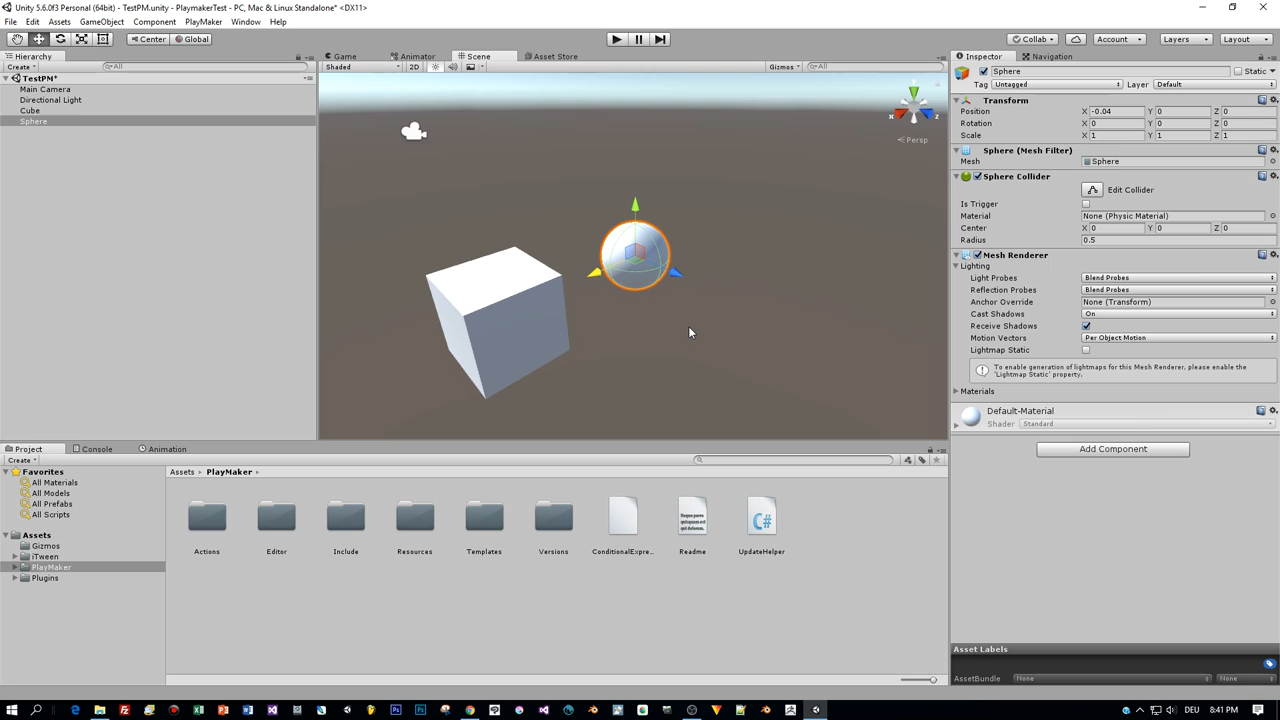 Unity 5.6.0f3 Personal (64bit) - TestPM.unity - PlaymakerTest - PC, Mac & Linux Standalone* <DX11>
File Edit Assets GameObject Component PlayMaker Window Help
Center Global Collab Account Layers Layout
Hierarchy
Create All
TestPM*
Main Camera
Directional Light
Cube
Sphere
Game Animator Scene Asset Store
Shaded 2D Gizmos All
y
x z
Persp
Inspector Navigation
Sphere Static
Tag Untagged Layer Default
Transform
Position X -0.04 Y 0 Z 0
Rotation X 0 Y 0 Z 0
Scale X 1 Y 1 Z 1
Sphere (Mesh Filter)
Mesh Sphere
Sphere Collider
Edit Collider
Is Trigger
Material None (Physic Material)
Center X 0 Y 0 Z 0
Radius 0.5
Mesh Renderer
Lighting
Light Probes Blend Probes
Reflection Probes Blend Probes
Anchor Override None (Transform)
Cast Shadows On
Receive Shadows
Motion Vectors Per Object Motion
Lightmap Static
To enable generation of lightmaps for this Mesh Renderer, please enable the
'Lightmap Static' property.
Materials
Default-Material
Shader Standard
Add Component
Project Console Animation
Create
Favorites
All Materials
All Models
All Prefabs
All Scripts
Assets
Gizmos
iTween
PlayMaker
Plugins
Assets PlayMaker
Actions Editor Include Resources Templates Versions ConditionalExpre... Readme UpdateHelper
C#
Asset Labels
AssetBundle None None
DEU 8:41 PM